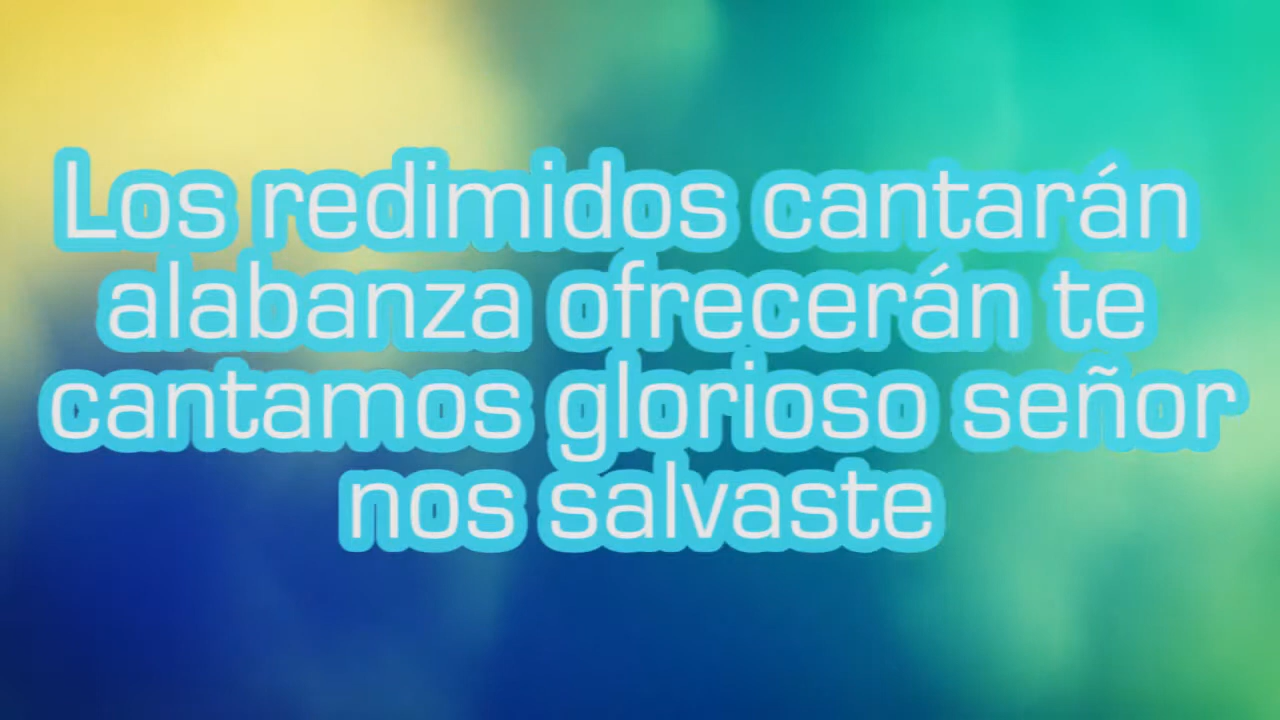 Los redimidos cantarán
alabanza ofrecerán te
cantamos glorioso señor
nos salvaste